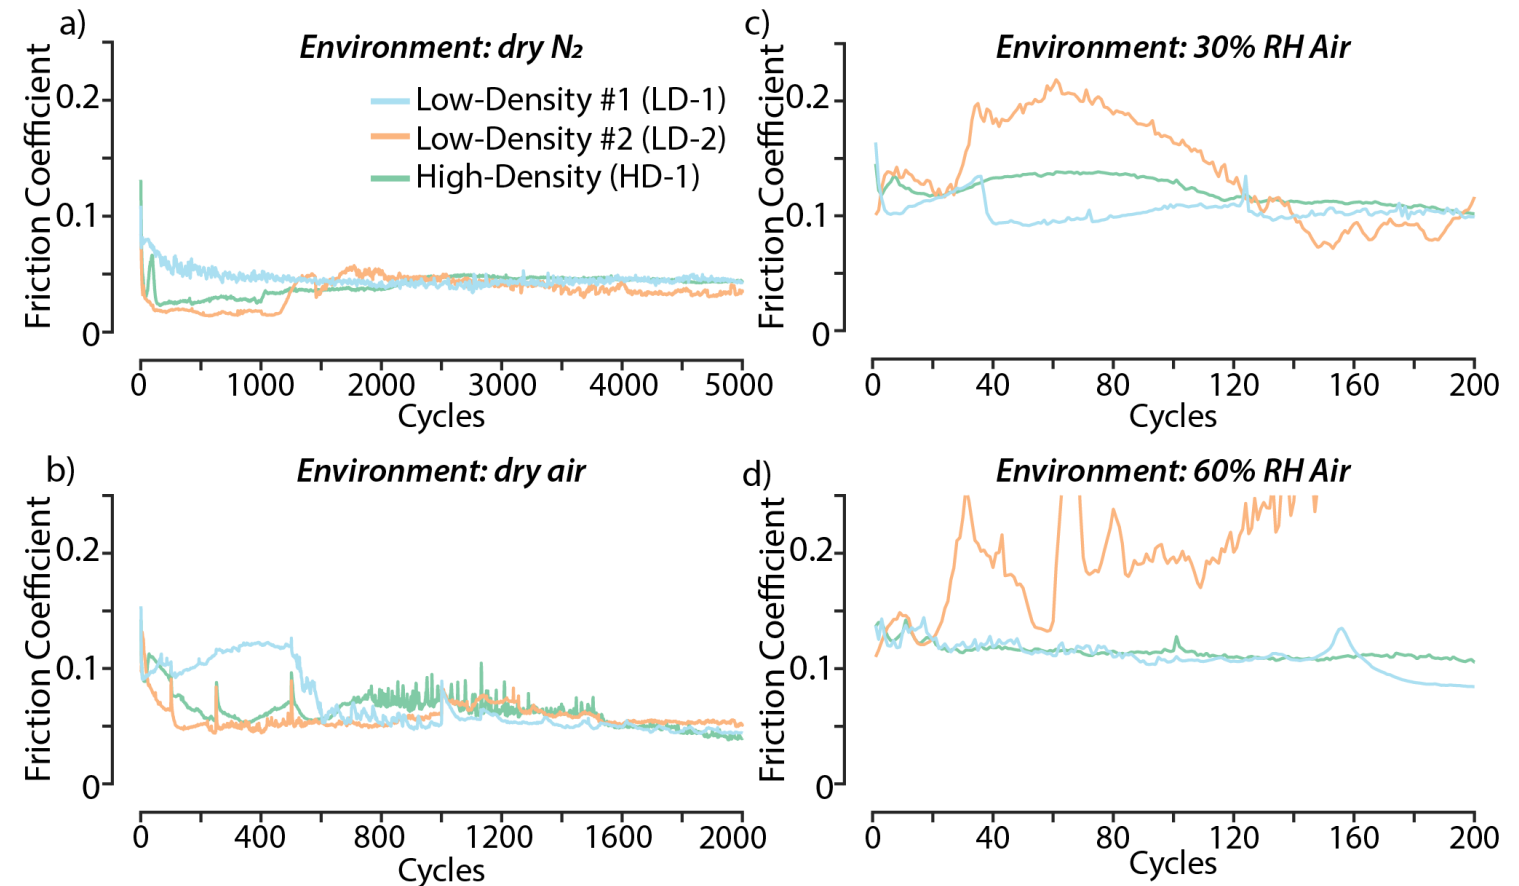 a)
Environment: dry N₂
Friction Coefficient
0.2
0.1
0
Low-Density #1 (LD-1)
Low-Density #2 (LD-2)
High-Density (HD-1)
0 1000 2000 3000 4000 5000
Cycles
c)
Environment: 30% RH Air
Friction Coefficient
0.2
0.1
0
0 40 80 120 160 200
Cycles
b)
Environment: dry air
Friction Coefficient
0.2
0.1
0
0 400 800 1200 1600 2000
Cycles
d)
Environment: 60% RH Air
Friction Coefficient
0.2
0.1
0
0 40 80 120 160 200
Cycles